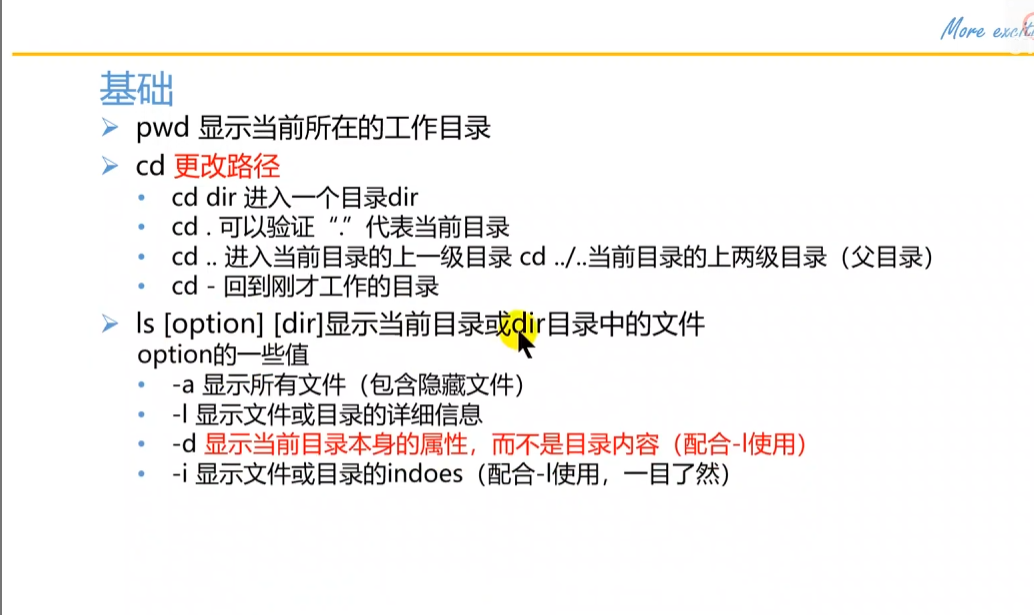 More exciti
基础
pwd 显示当前所在的工作目录
cd 更改路径
cd dir 进入一个目录dir
cd . 可以验证“.”代表当前目录
cd .. 进入当前目录的上一级目录 cd ../..当前目录的上两级目录（父目录）
cd - 回到刚才工作的目录
ls [option] [dir]显示当前目录或dir目录中的文件
option的一些值
-a 显示所有文件（包含隐藏文件）
-l 显示文件或目录的详细信息
-d 显示当前目录本身的属性，而不是目录内容（配合-l使用）
-i 显示文件或目录的indoes（配合-l使用，一目了然）